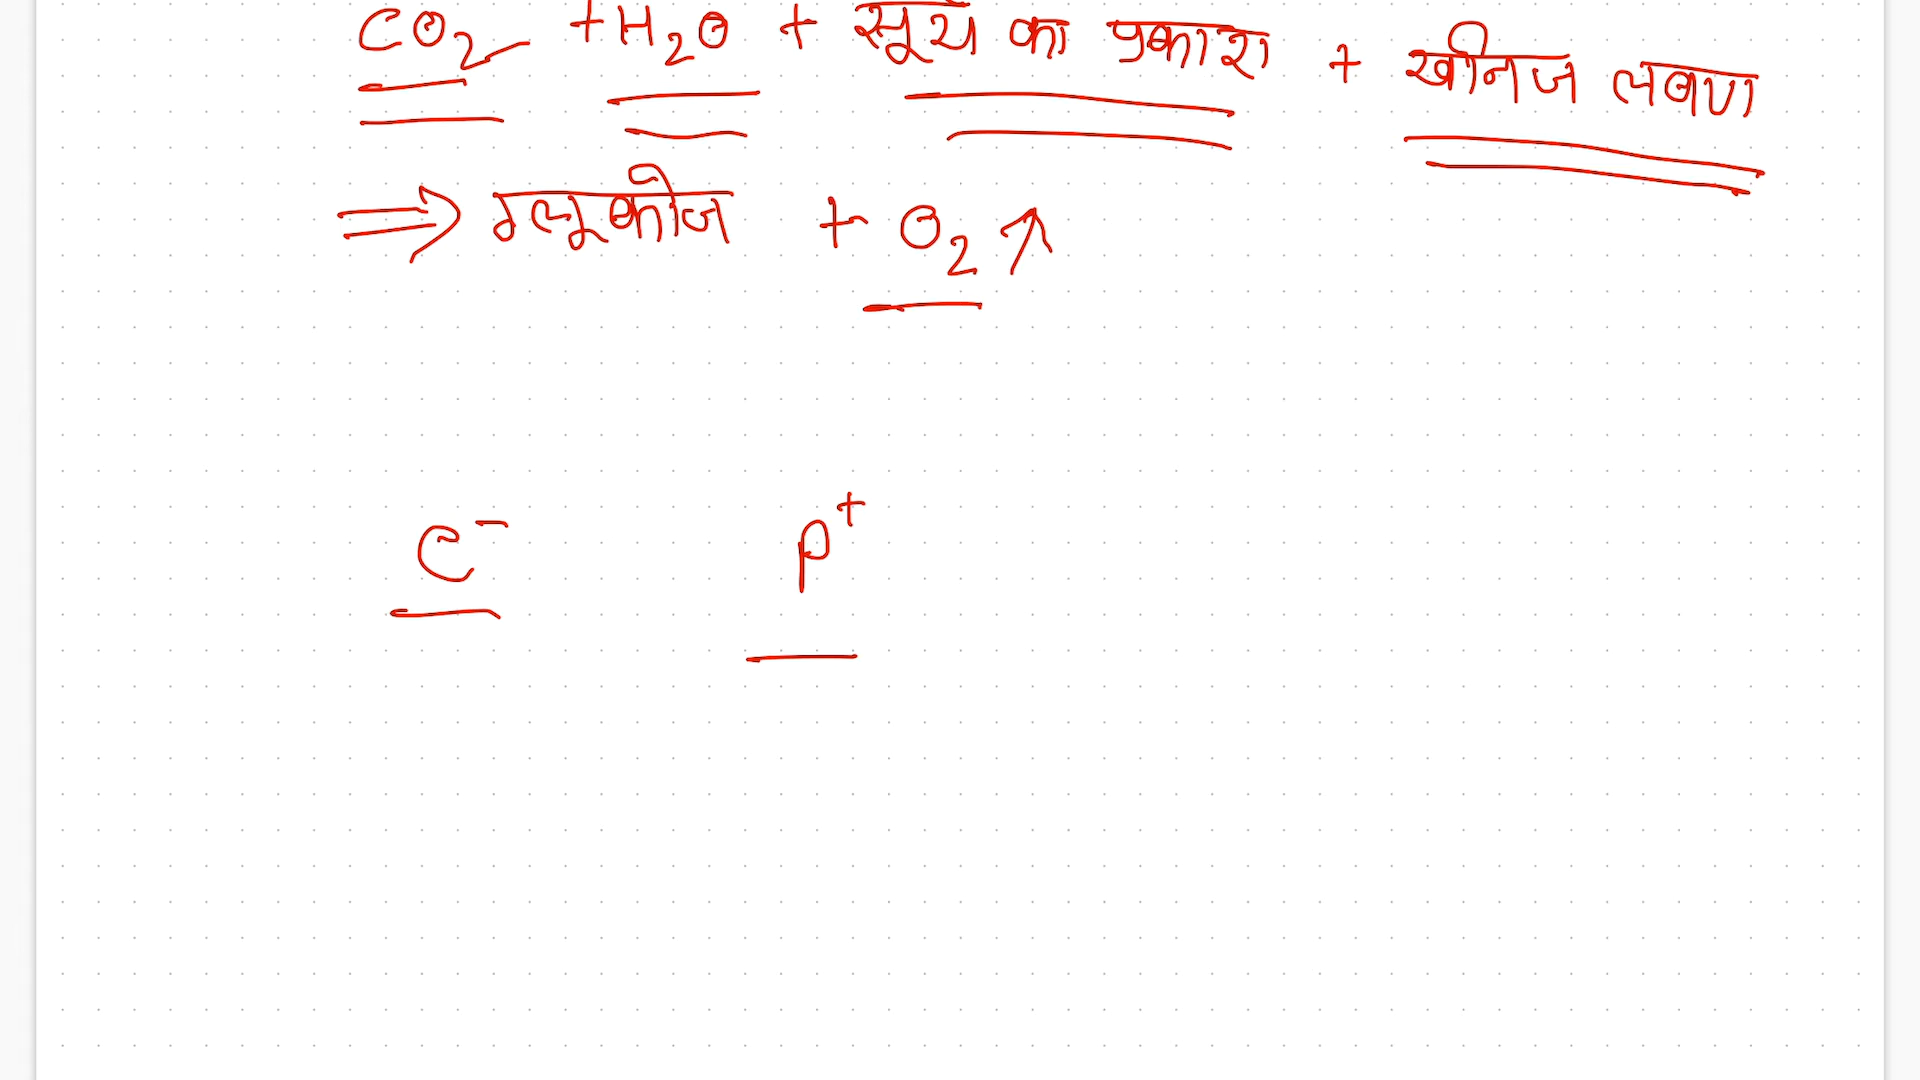 CO2 + H2O + सूर्य का प्रकाश + खनिज लवण
⇒ ग्लूकोज + O2 ↑
e⁻ P⁺